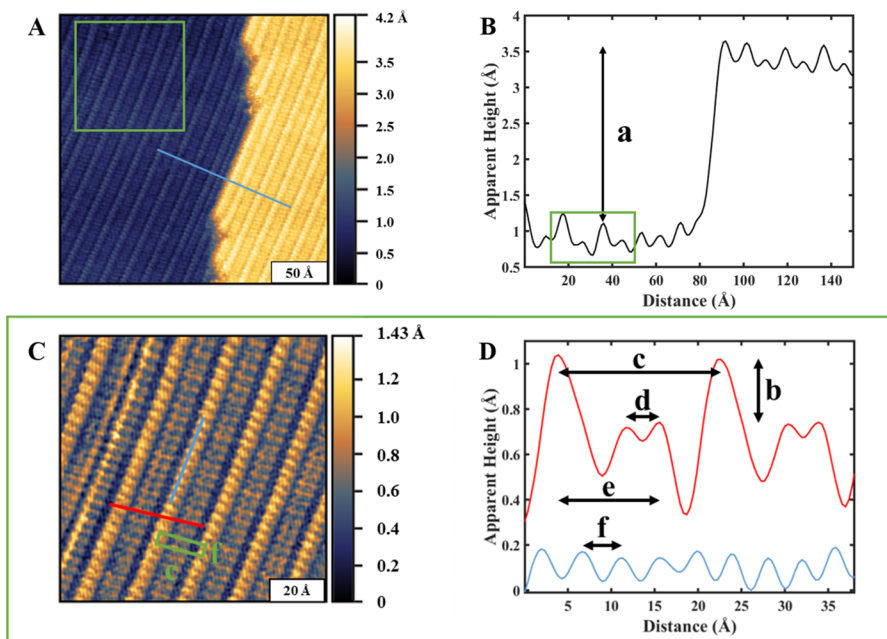 A
4.2 Å
3.5
3.0
2.5
2.0
1.5
1.0
0.5
0
50 Å
B
Apparent Height (Å)
4
3.5
3
2.5
2
1.5
1
0.5
a
20 40 60 80 100 120 140
Distance (Å)
C
1.43 Å
1.2
1.0
0.8
0.6
0.4
0.2
0
f
c
20 Å
D
Apparent Height (Å)
1
0.8
0.6
0.4
0.2
0
c
b
d
e
f
5 10 15 20 25 30 35
Distance (Å)